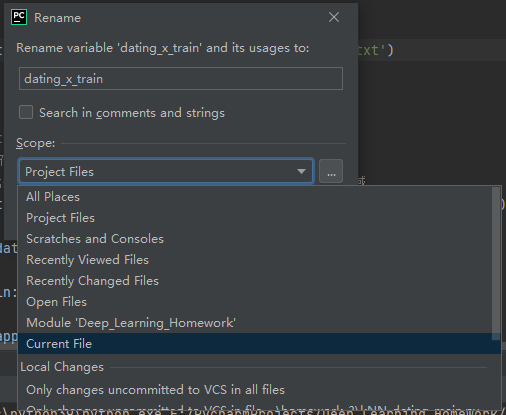 PC Rename
Rename variable 'dating_x_train' and its usages to:
txt')
dating_x_train
Search in comments and strings
Scope:
Project Files
...
All Places
Project Files
Scratches and Consoles
Recently Viewed Files
dat
Recently Changed Files
Open Files
in:
Module 'Deep_Learning_Homework'
app
Current File
Local Changes
Only changes uncommitted to VCS in all files